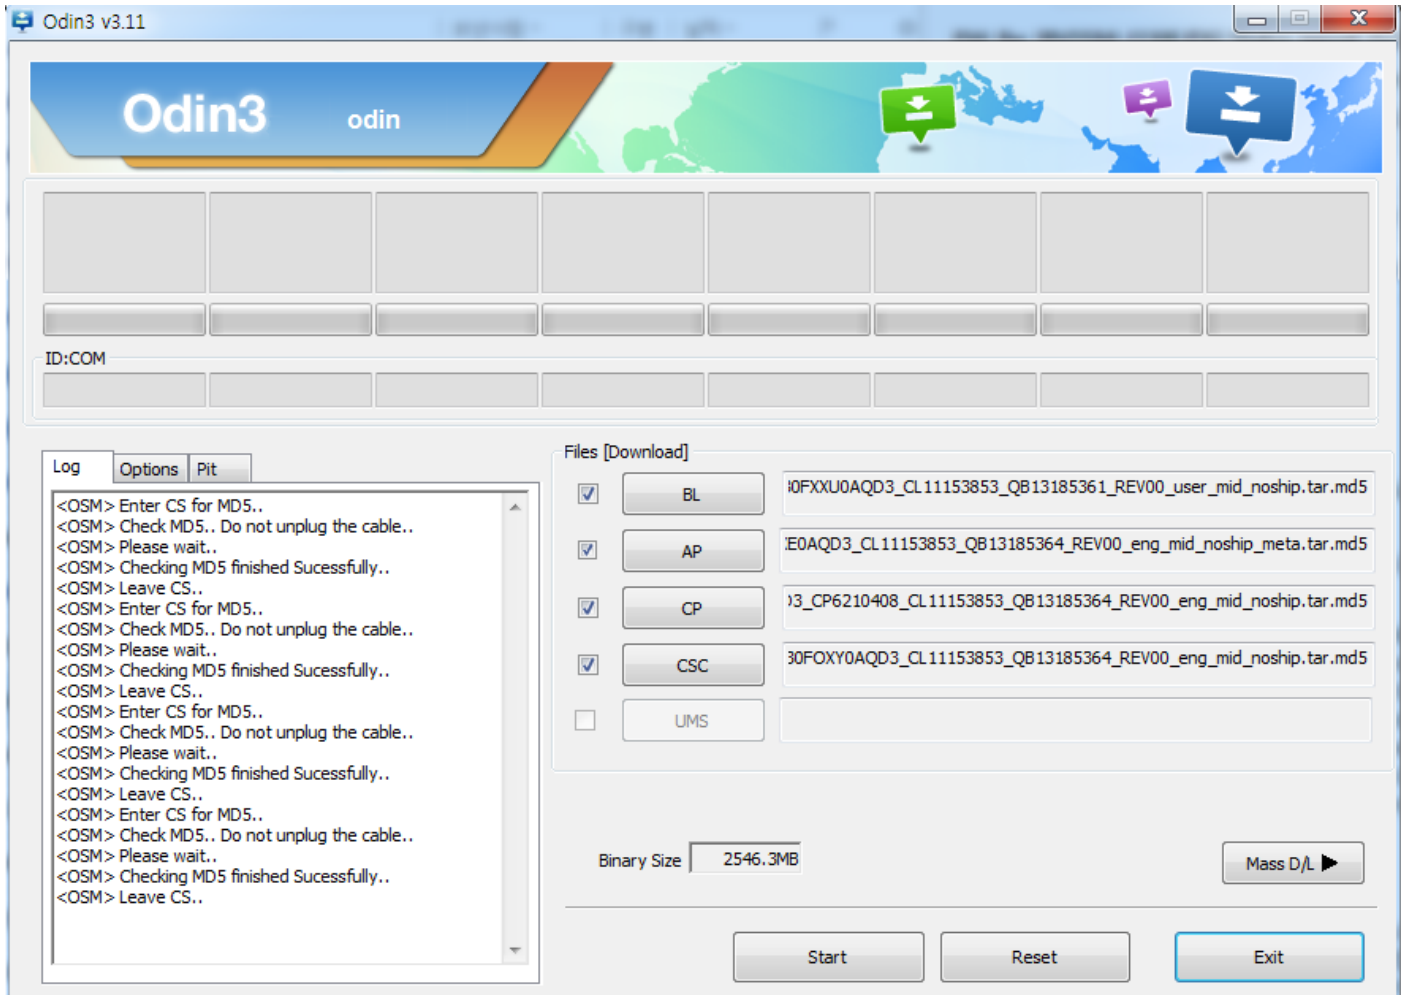 Odin3 v3.11
Odin3 odin
ID:COM
Log Options Pit
<OSM> Enter CS for MD5..
<OSM> Check MD5.. Do not unplug the cable..
<OSM> Please wait..
<OSM> Checking MD5 finished Sucessfully..
<OSM> Leave CS..
<OSM> Enter CS for MD5..
<OSM> Check MD5.. Do not unplug the cable..
<OSM> Please wait..
<OSM> Checking MD5 finished Sucessfully..
<OSM> Leave CS..
<OSM> Enter CS for MD5..
<OSM> Check MD5.. Do not unplug the cable..
<OSM> Please wait..
<OSM> Checking MD5 finished Sucessfully..
<OSM> Leave CS..
<OSM> Enter CS for MD5..
<OSM> Check MD5.. Do not unplug the cable..
<OSM> Please wait..
<OSM> Checking MD5 finished Sucessfully..
<OSM> Leave CS..
Files [Download]
BL 0FXXU0AQD3_CL11153853_QB13185361_REV00_user_mid_noship.tar.md5
AP E0AQD3_CL11153853_QB13185364_REV00_eng_mid_noship_meta.tar.md5
CP 3_CP6210408_CL11153853_QB13185364_REV00_eng_mid_noship.tar.md5
CSC 30FOXY0AQD3_CL11153853_QB13185364_REV00_eng_mid_noship.tar.md5
UMS
Binary Size 2546.3MB
Mass D/L ▶
Start Reset Exit